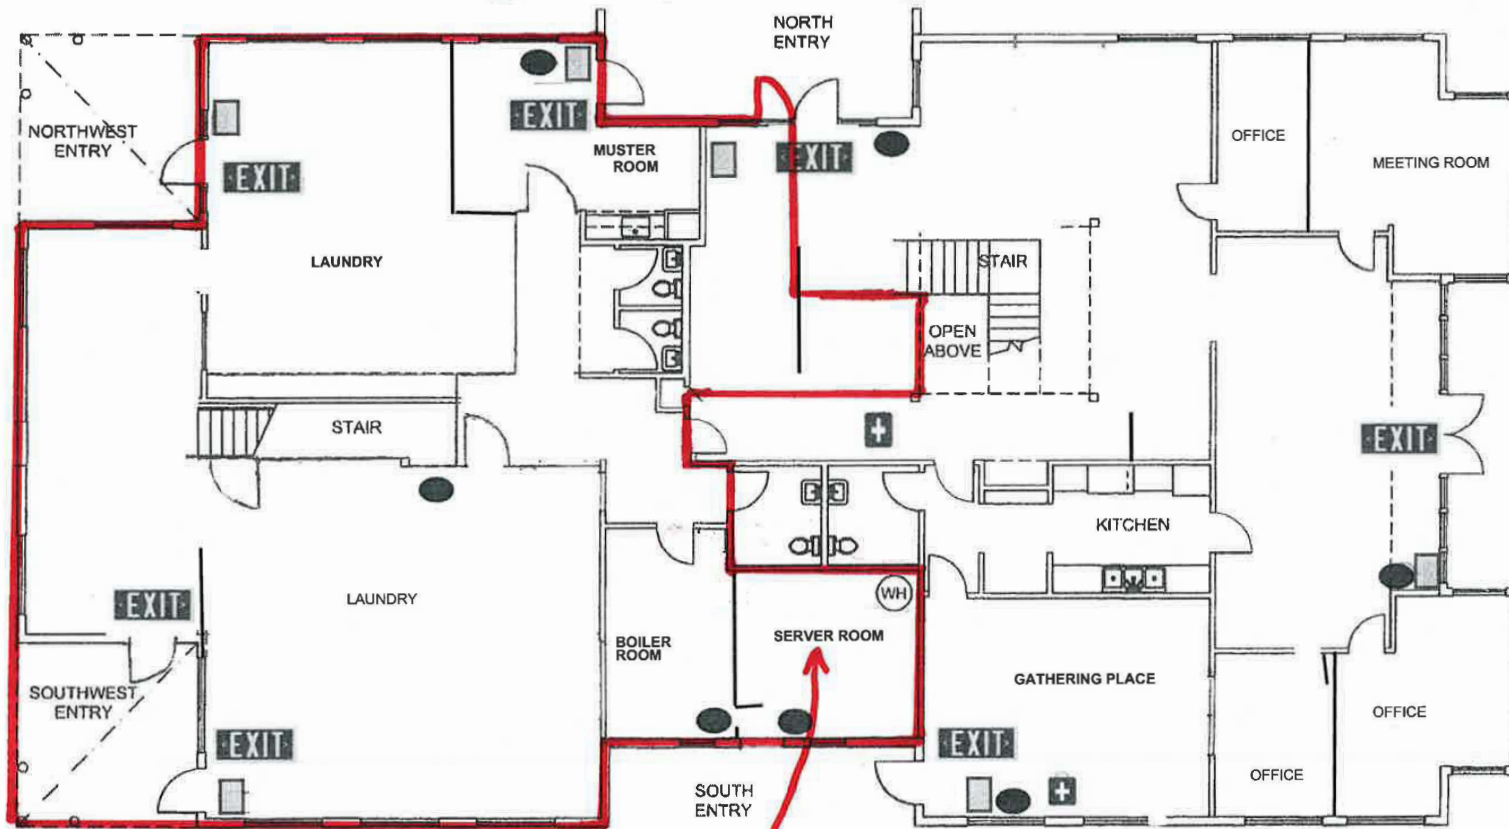 NORTH
ENTRY
NORTHWEST
ENTRY
EXIT
EXIT
MUSTER
ROOM
EXIT
OFFICE
MEETING ROOM
LAUNDRY
STAIR
OPEN
ABOVE
STAIR
EXIT
KITCHEN
LAUNDRY
EXIT
WH
SERVER ROOM
BOILER
ROOM
GATHERING PLACE
SOUTHWEST
ENTRY
OFFICE
EXIT
EXIT
OFFICE
SOUTH
ENTRY